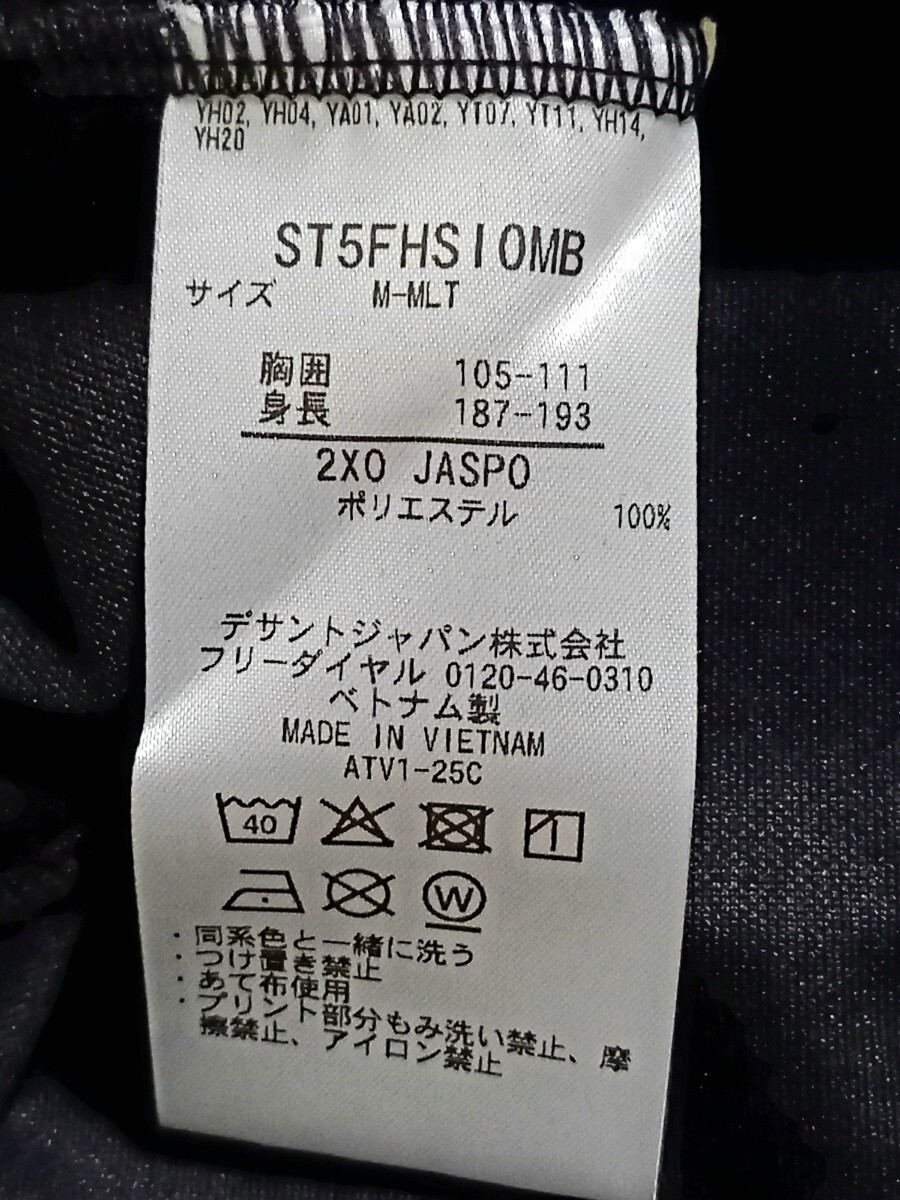 YH02, YH04, YA01, YA02, YT07, YT11, YH14,
YH20
ST5FHSI0MB
サイズ M-MLT
胸囲 105-111
身長 187-193
2XO JASPO
ポリエステル 100%
デサントジャパン株式会社
フリーダイヤル 0120-46-0310
ベトナム製
MADE IN VIETNAM
ATV1-25C
40
W
・同系色と一緒に洗う
・つけ置き禁止
・あて布使用
・プリント部分もみ洗い禁止、摩
擦禁止、アイロン禁止